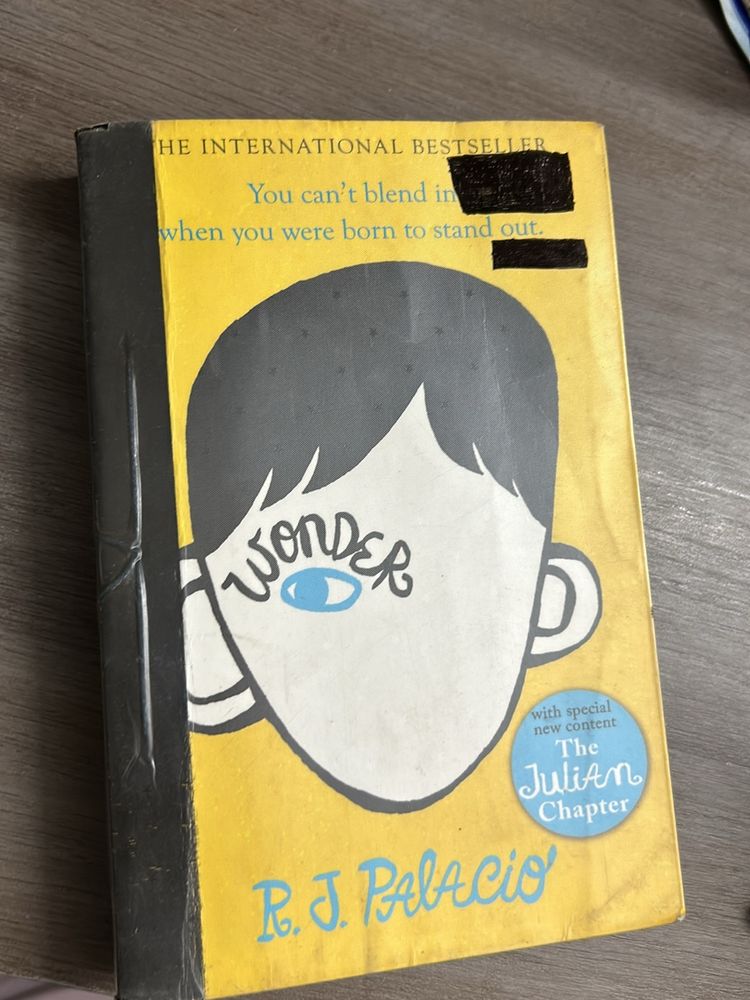 HE INTERNATIONAL BESTSELLER
You can't blend in
when you were born to stand out.
WONDER
with special
new content
The
Julian
Chapter
R. J. PALACIO